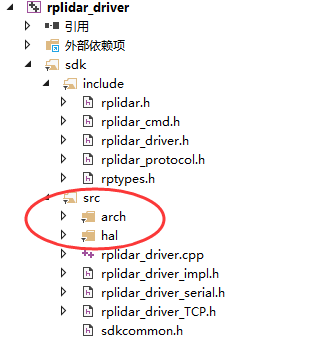 rplidar_driver
引用
外部依赖项
sdk
include
rplidar.h
rplidar_cmd.h
rplidar_driver.h
rplidar_protocol.h
rptypes.h
src
arch
hal
rplidar_driver.cpp
rplidar_driver_impl.h
rplidar_driver_serial.h
rplidar_driver_TCP.h
sdkcommon.h